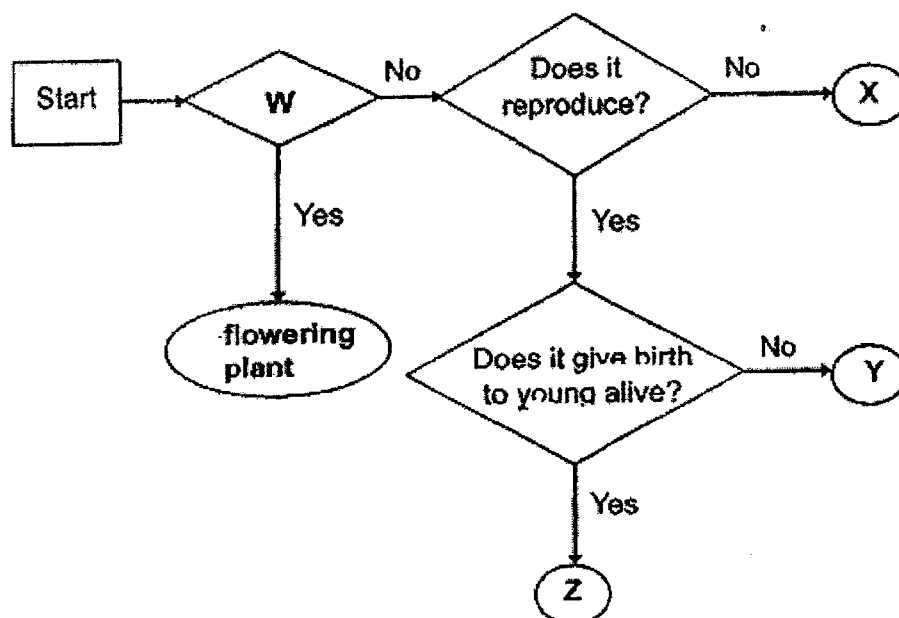 Start
W
No
Does it
reproduce?
No
X
Yes
Yes
flowering
plant
Does it give birth
to young alive?
No
Y
Yes
Z